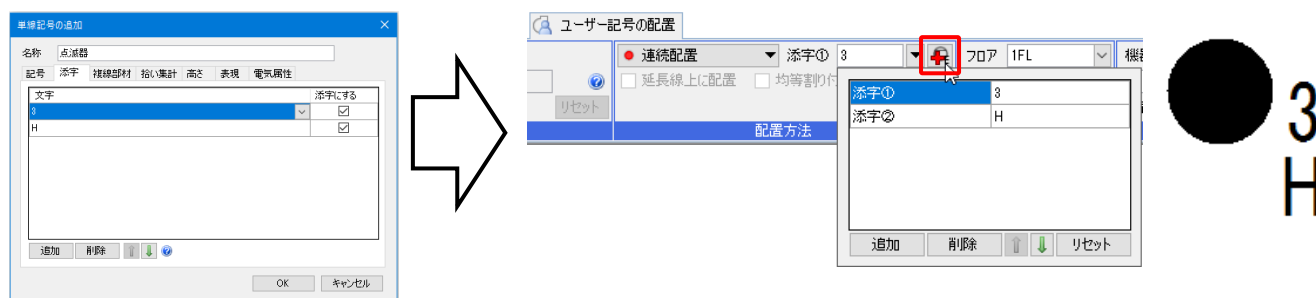 単線記号の追加
名称 点滅器
記号 添字 複線部材 拾い集計 高さ 表現 電気属性
文字 添字にする
3
H
追加 削除
OK キャンセル
ユーザー記号の配置
連続配置 添字① 3 フロア 1FL
延長線上に配置 均等割り付
リセット
配置方法
添字① 3
添字② H
追加 削除 リセット
3
H